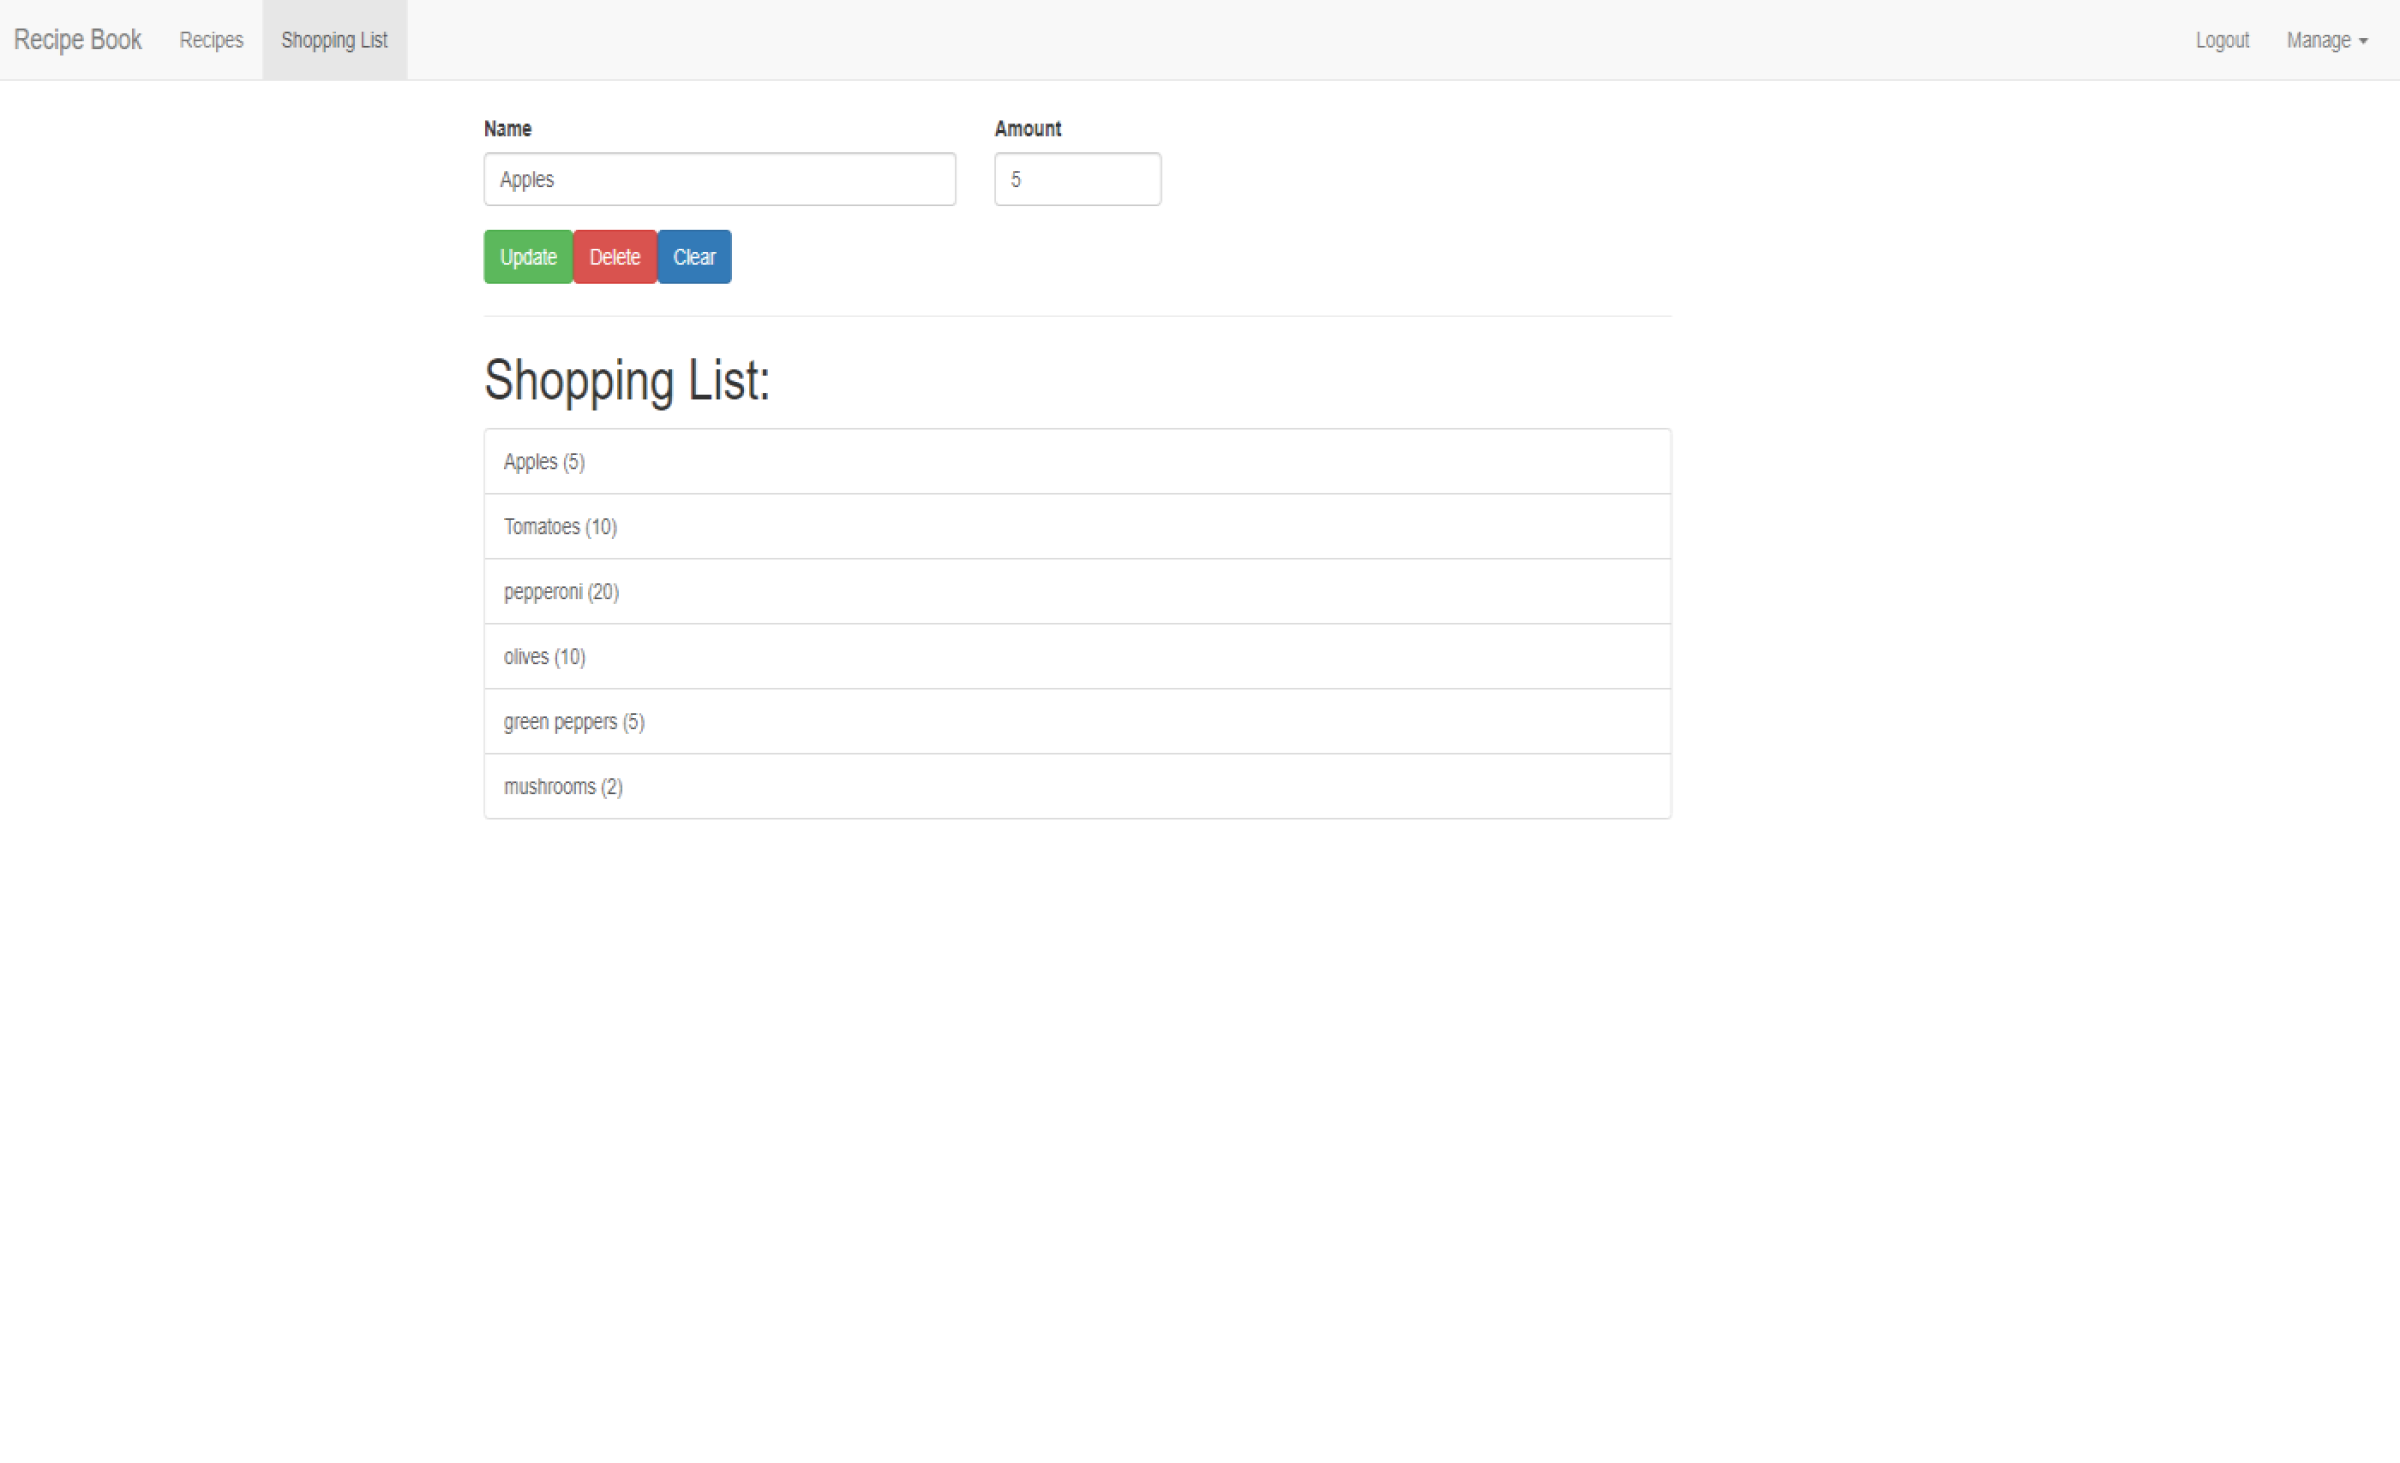 Recipe Book Recipes Shopping List Logout Manage
Name Amount
Apples 5
Update Delete Clear
Shopping List:
Apples (5)
Tomatoes (10)
pepperoni (20)
olives (10)
green peppers (5)
mushrooms (2)